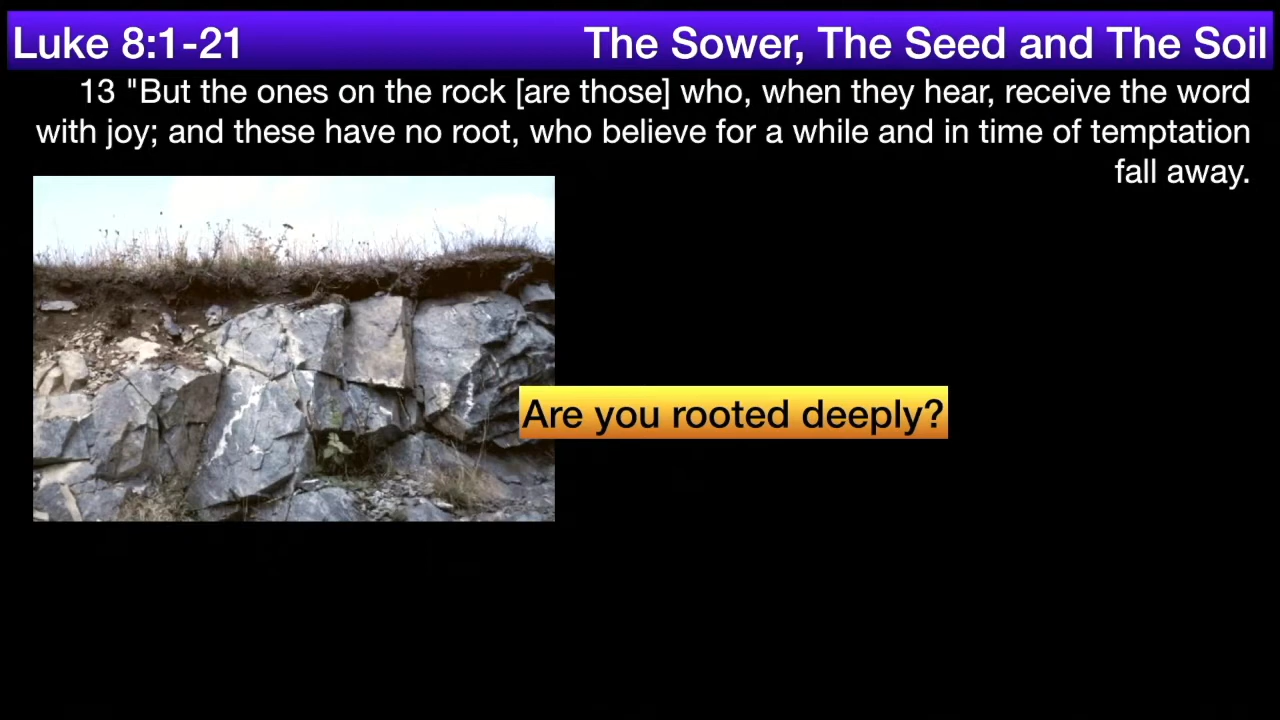 Luke 8:1-21 The Sower, The Seed and The Soil
13 "But the ones on the rock [are those] who, when they hear, receive the word
with joy; and these have no root, who believe for a while and in time of temptation
fall away.
Are you rooted deeply?